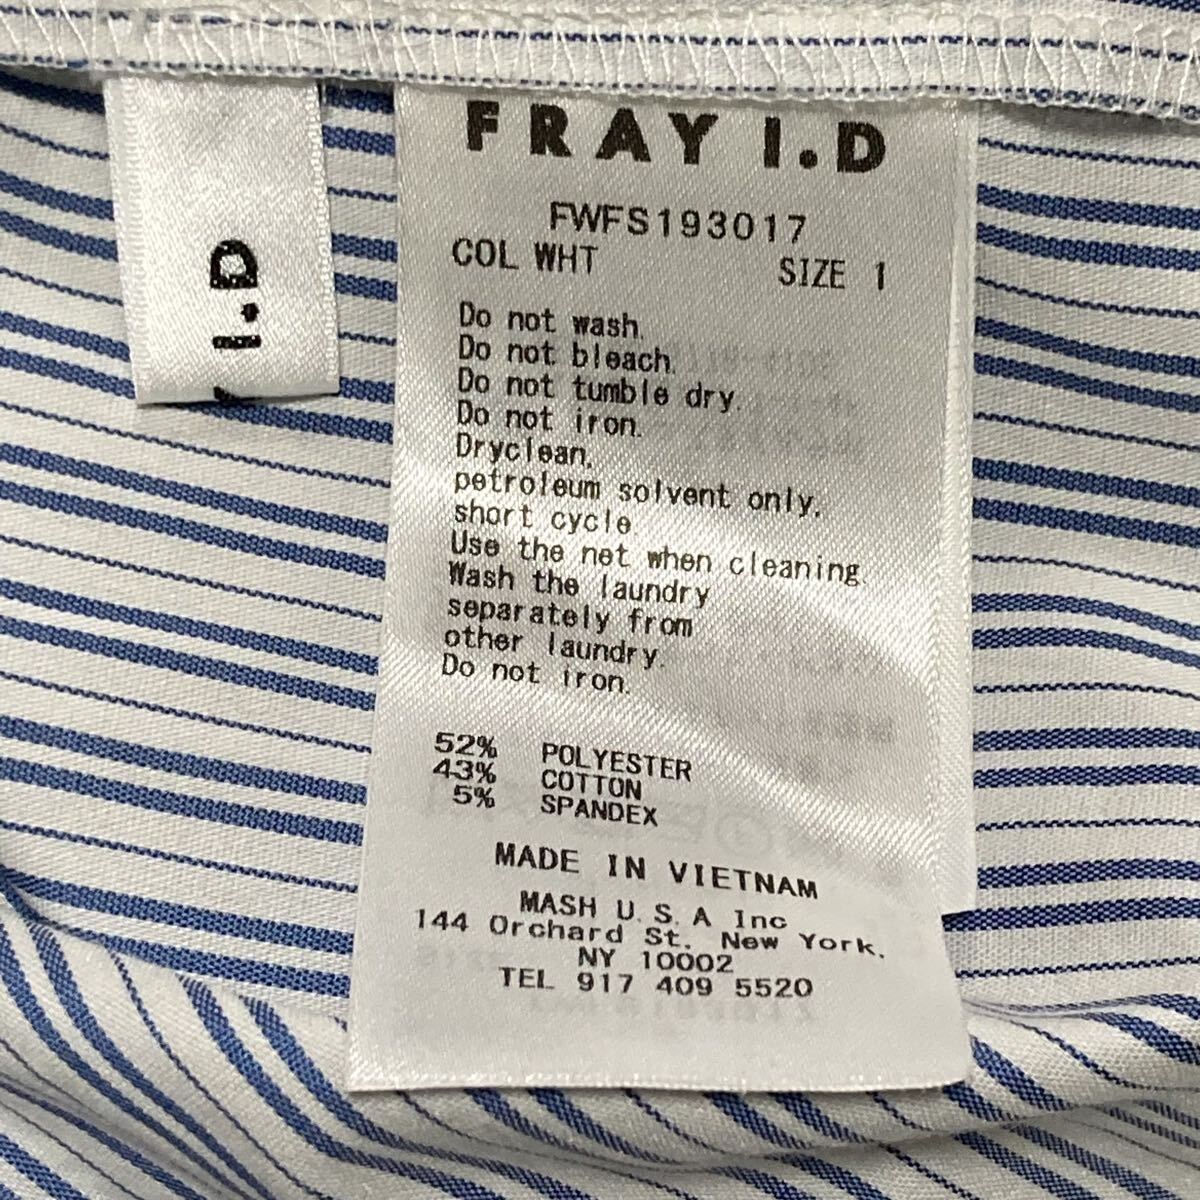 FRAY I.D
FWFS193017
COL WHT SIZE 1
Do not wash.
Do not bleach.
Do not tumble dry.
Do not iron.
Dryclean.
petroleum solvent only.
short cycle.
Use the net when cleaning.
Wash the laundry
separately from
other laundry.
Do not iron.
52% POLYESTER
43% COTTON
5% SPANDEX
MADE IN VIETNAM
MASH U.S.A Inc
144 Orchard St. New York.
NY 10002
TEL 917 409 5520
I.D